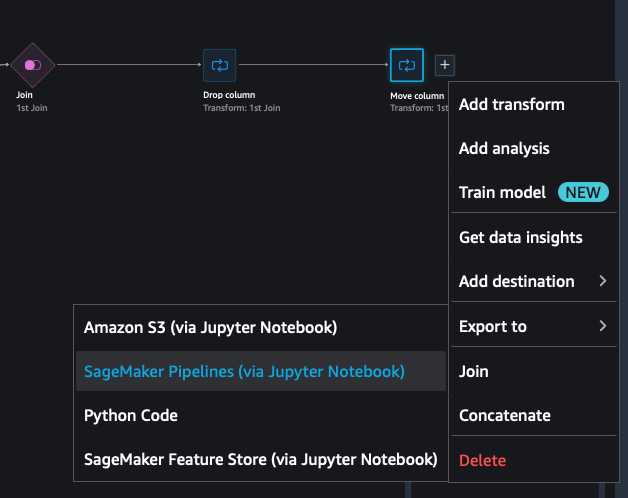 Join
1st Join
Drop column
Transform: 1st Join
Move column
Transform: 1st
+
Add transform
Add analysis
Train model NEW
Get data insights
Add destination
Export to
Join
Concatenate
Delete
Amazon S3 (via Jupyter Notebook)
SageMaker Pipelines (via Jupyter Notebook)
Python Code
SageMaker Feature Store (via Jupyter Notebook)